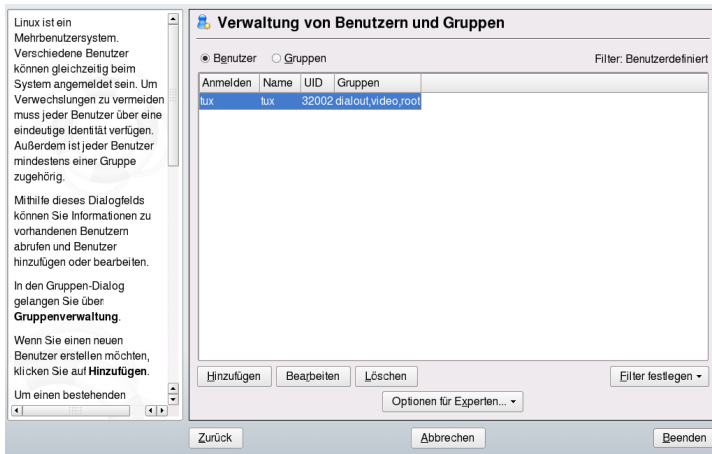 Linux ist ein
Mehrbenutzersystem.
Verschiedene Benutzer
können gleichzeitig beim
System angemeldet sein. Um
Verwechslungen zu vermeiden
muss jeder Benutzer über eine
eindeutige Identität verfügen.
Außerdem ist jeder Benutzer
mindestens einer Gruppe
zugehörig.
Mithilfe dieses Dialogfelds
können Sie Informationen zu
vorhandenen Benutzern
abrufen und Benutzer
hinzufügen oder bearbeiten.
In den Gruppen-Dialog
gelangen Sie über
Gruppenverwaltung.
Wenn Sie einen neuen
Benutzer erstellen möchten,
klicken Sie auf Hinzufügen.
Um einen bestehenden
Verwaltung von Benutzern und Gruppen
Benutzer Gruppen Filter: Benutzerdefiniert
Anmelden Name UID Gruppen
tux tux 32002 dialout,video,root
Hinzufügen Bearbeiten Löschen Filter festlegen
Optionen für Experten...
Zurück Abbrechen Beenden